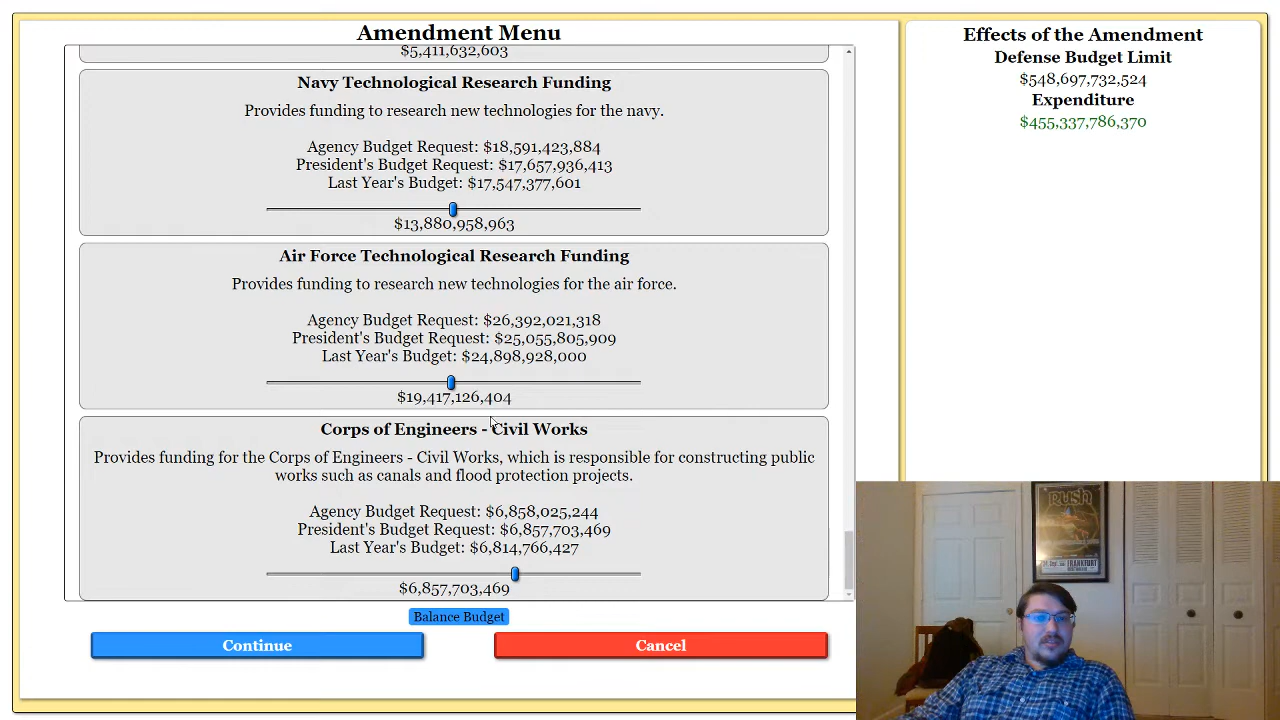 Amendment Menu
$5,411,632,603
Navy Technological Research Funding
Provides funding to research new technologies for the navy.
Agency Budget Request: $18,591,423,884
President's Budget Request: $17,657,936,413
Last Year's Budget: $17,547,377,601
$13,880,958,963
Air Force Technological Research Funding
Provides funding to research new technologies for the air force.
Agency Budget Request: $26,392,021,318
President's Budget Request: $25,055,805,909
Last Year's Budget: $24,898,928,000
$19,417,126,404
Corps of Engineers - Civil Works
Provides funding for the Corps of Engineers - Civil Works, which is responsible for constructing public
works such as canals and flood protection projects.
Agency Budget Request: $6,858,025,244
President's Budget Request: $6,857,703,469
Last Year's Budget: $6,814,766,427
$6,857,703,469
Balance Budget
Continue
Cancel
Effects of the Amendment
Defense Budget Limit
$548,697,732,524
Expenditure
$455,337,786,370
RUSH
FRANKFURT